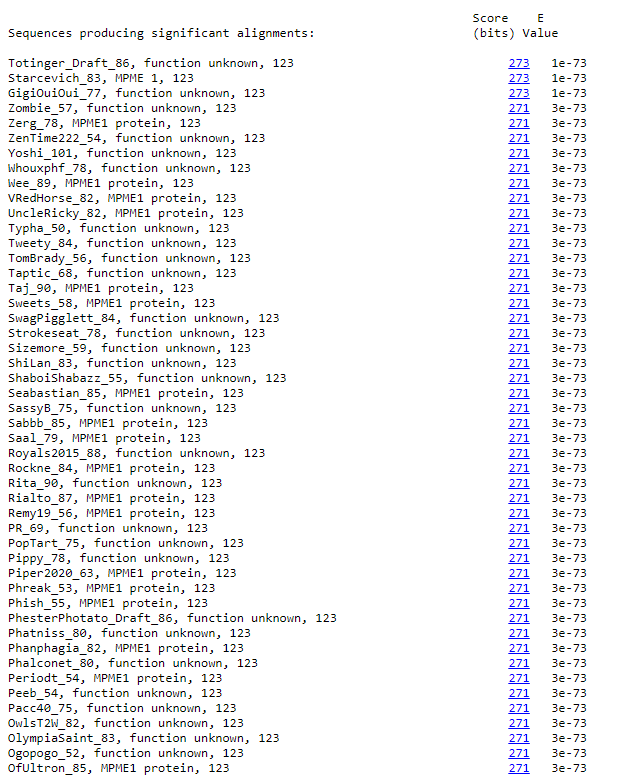 Score E
Sequences producing significant alignments: (bits) Value
Totinger_Draft_86, function unknown, 123 273 1e-73
Starcevich_83, MPME 1, 123 273 1e-73
GigiOuiOui_77, function unknown, 123 273 1e-73
Zombie_57, function unknown, 123 271 3e-73
Zerg_78, MPME1 protein, 123 271 3e-73
ZenTime222_54, function unknown, 123 271 3e-73
Yoshi_101, function unknown, 123 271 3e-73
Whouxphf_78, function unknown, 123 271 3e-73
Wee_89, MPME1 protein, 123 271 3e-73
VRedHorse_82, MPME1 protein, 123 271 3e-73
UncleRicky_82, MPME1 protein, 123 271 3e-73
Typha_50, function unknown, 123 271 3e-73
Tweety_84, function unknown, 123 271 3e-73
TomBrady_56, function unknown, 123 271 3e-73
Taptic_68, function unknown, 123 271 3e-73
Taj_90, MPME1 protein, 123 271 3e-73
Sweets_58, MPME1 protein, 123 271 3e-73
SwagPigglett_84, function unknown, 123 271 3e-73
Strokeseat_78, function unknown, 123 271 3e-73
Sizemore_59, function unknown, 123 271 3e-73
ShiLan_83, function unknown, 123 271 3e-73
ShaboiShabazz_55, function unknown, 123 271 3e-73
Seabastian_85, MPME1 protein, 123 271 3e-73
SassyB_75, function unknown, 123 271 3e-73
Sabbb_85, MPME1 protein, 123 271 3e-73
Saal_79, MPME1 protein, 123 271 3e-73
Royals2015_88, function unknown, 123 271 3e-73
Rockne_84, MPME1 protein, 123 271 3e-73
Rita_90, function unknown, 123 271 3e-73
Rialto_87, MPME1 protein, 123 271 3e-73
Remy19_56, MPME1 protein, 123 271 3e-73
PR_69, function unknown, 123 271 3e-73
PopTart_75, function unknown, 123 271 3e-73
Pippy_78, function unknown, 123 271 3e-73
Piper2020_63, MPME1 protein, 123 271 3e-73
Phreak_53, MPME1 protein, 123 271 3e-73
Phish_55, MPME1 protein, 123 271 3e-73
PhesterPhotato_Draft_86, function unknown, 123 271 3e-73
Phatniss_80, function unknown, 123 271 3e-73
Phanphagia_82, MPME1 protein, 123 271 3e-73
Phalconet_80, function unknown, 123 271 3e-73
Periodt_54, MPME1 protein, 123 271 3e-73
Peeb_54, function unknown, 123 271 3e-73
Pacc40_75, function unknown, 123 271 3e-73
OwlsT2W_82, function unknown, 123 271 3e-73
OlympiaSaint_83, function unknown, 123 271 3e-73
Ogopogo_52, function unknown, 123 271 3e-73
OfUltron_85, MPME1 protein, 123 271 3e-73